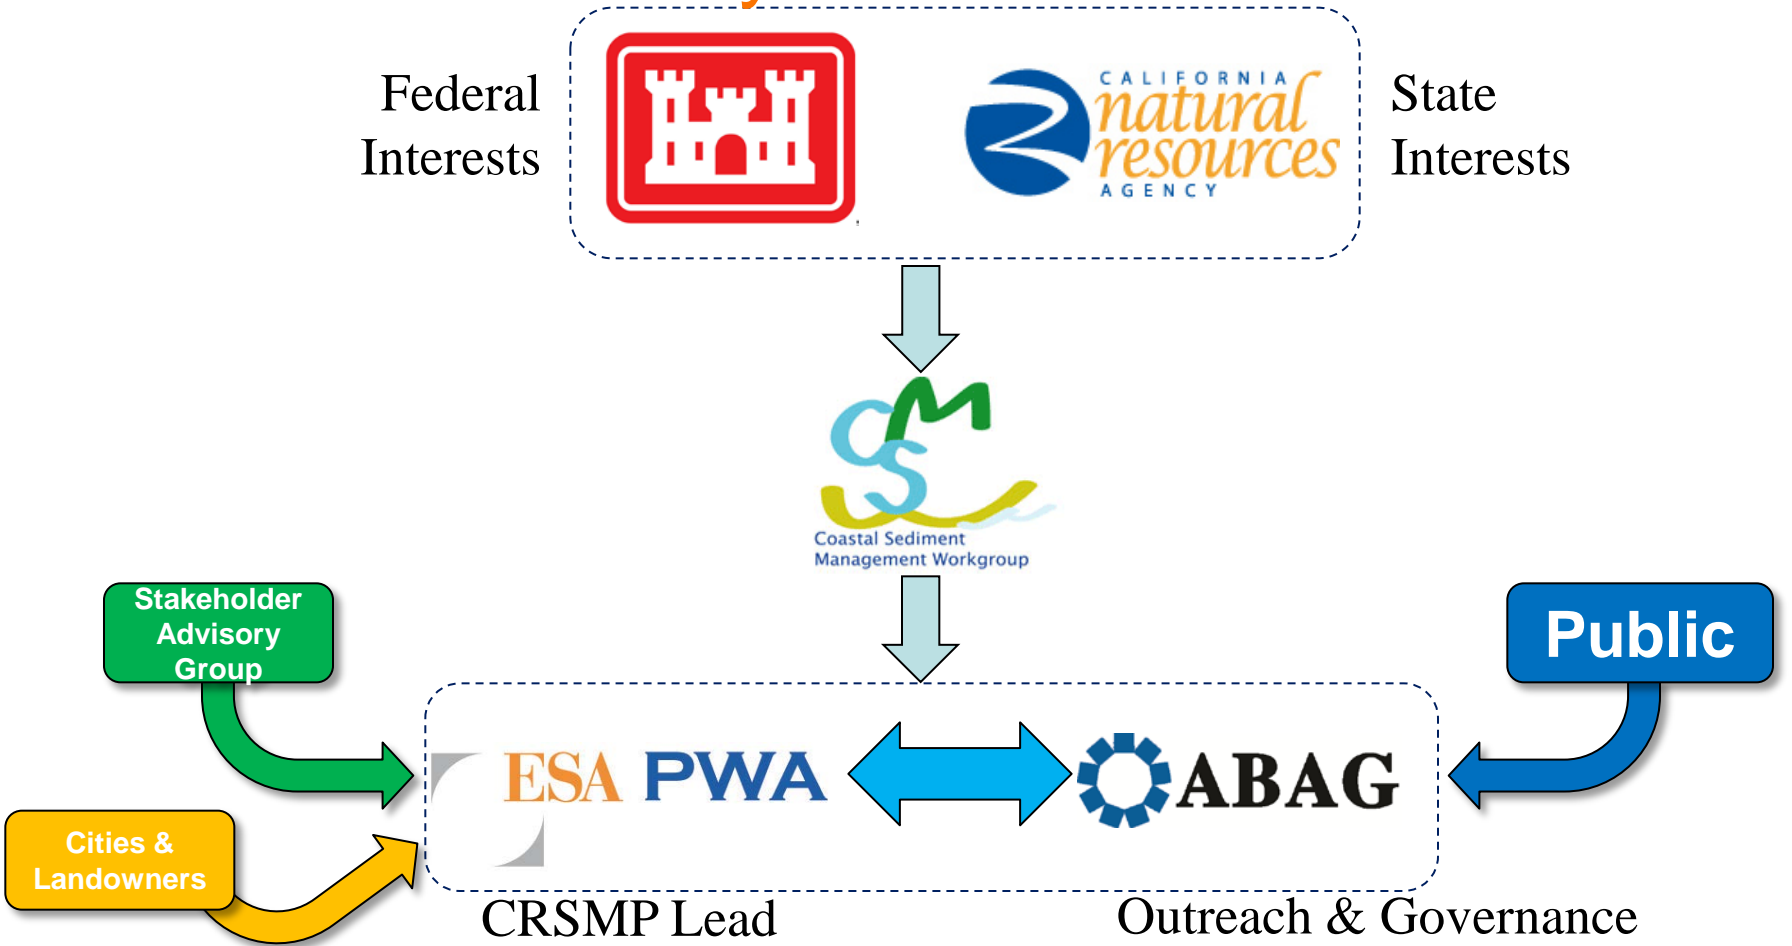 Federal
Interests
CALIFORNIA
natural
resources
AGENCY
State
Interests
CMS
Coastal Sediment
Management Workgroup
Stakeholder
Advisory
Group
Public
ESA PWA
ABAG
Cities &
Landowners
CRSMP Lead
Outreach & Governance